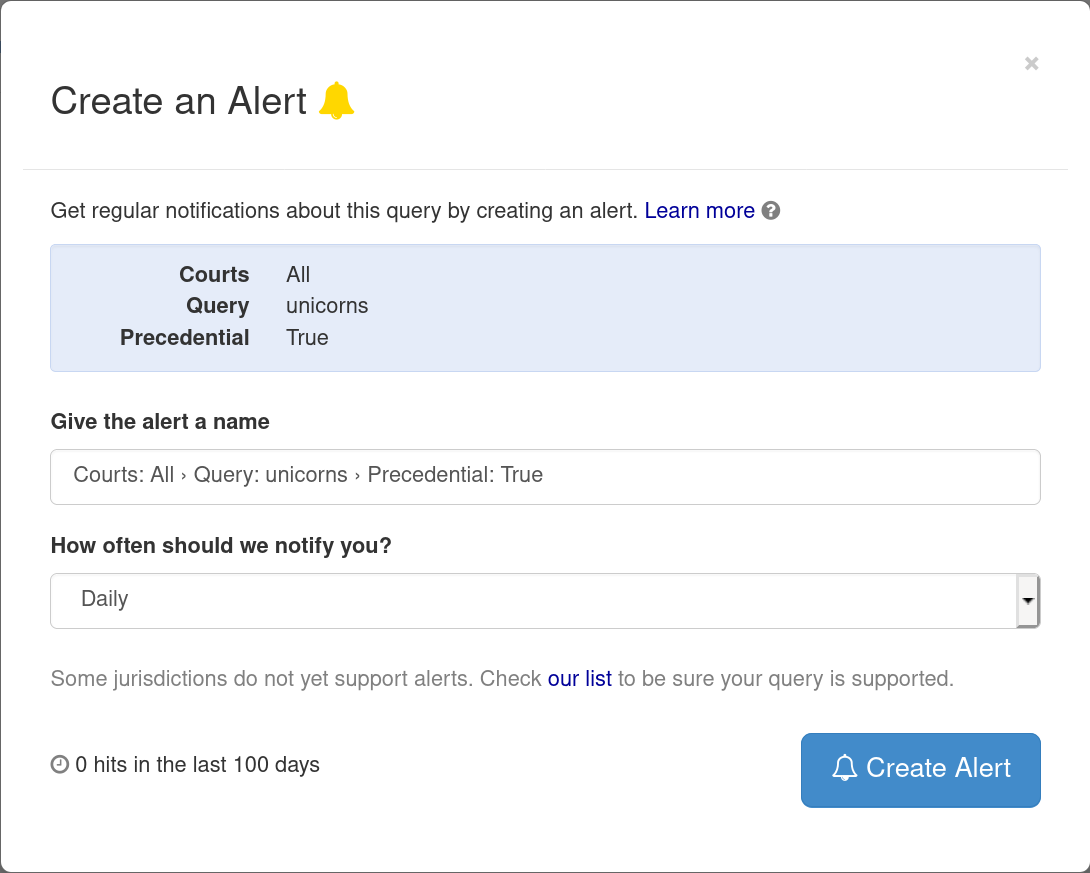 ×
Create an Alert
Get regular notifications about this query by creating an alert. Learn more ?
Courts All
Query unicorns
Precedential True
Give the alert a name
Courts: All › Query: unicorns › Precedential: True
How often should we notify you?
Daily
Some jurisdictions do not yet support alerts. Check our list to be sure your query is supported.
0 hits in the last 100 days
Create Alert